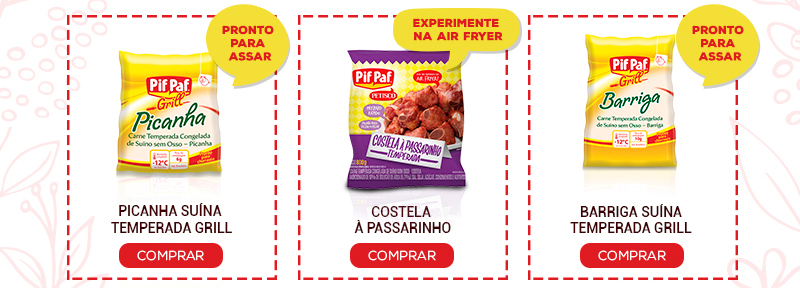 PRONTO
PARA
ASSAR
Pif Paf
Grill
Picanha
Carne Temperada Congelada
de Suíno sem Osso – Picanha
-12°C
PICANHA SUÍNA
TEMPERADA GRILL
COMPRAR
EXPERIMENTE
NA AIR FRYER
Pif Paf
AIR FRYER
PETISCO
COSTELA À PASSARINHO
TEMPERADA
COSTELA
À PASSARINHO
COMPRAR
PRONTO
PARA
ASSAR
Pif Paf
Grill
Barriga
Carne Temperada Congelada
de Suíno sem Osso – Barriga
-12°C
BARRIGA SUÍNA
TEMPERADA GRILL
COMPRAR